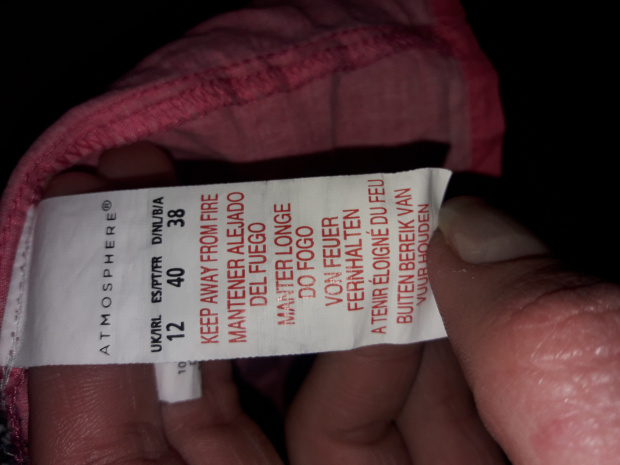 ATMOSPHERE®
UK/IRL ES/PT/FR D/NL/B/A
12 40 38
KEEP AWAY FROM FIRE
MANTENER ALEJADO
DEL FUEGO
MANTER LONGE
DO FOGO
VON FEUER
FERNHALTEN
A TENIR ÉLOIGNÉ DU FEU
BUITEN BEREIK VAN
VUUR HOUDEN
10